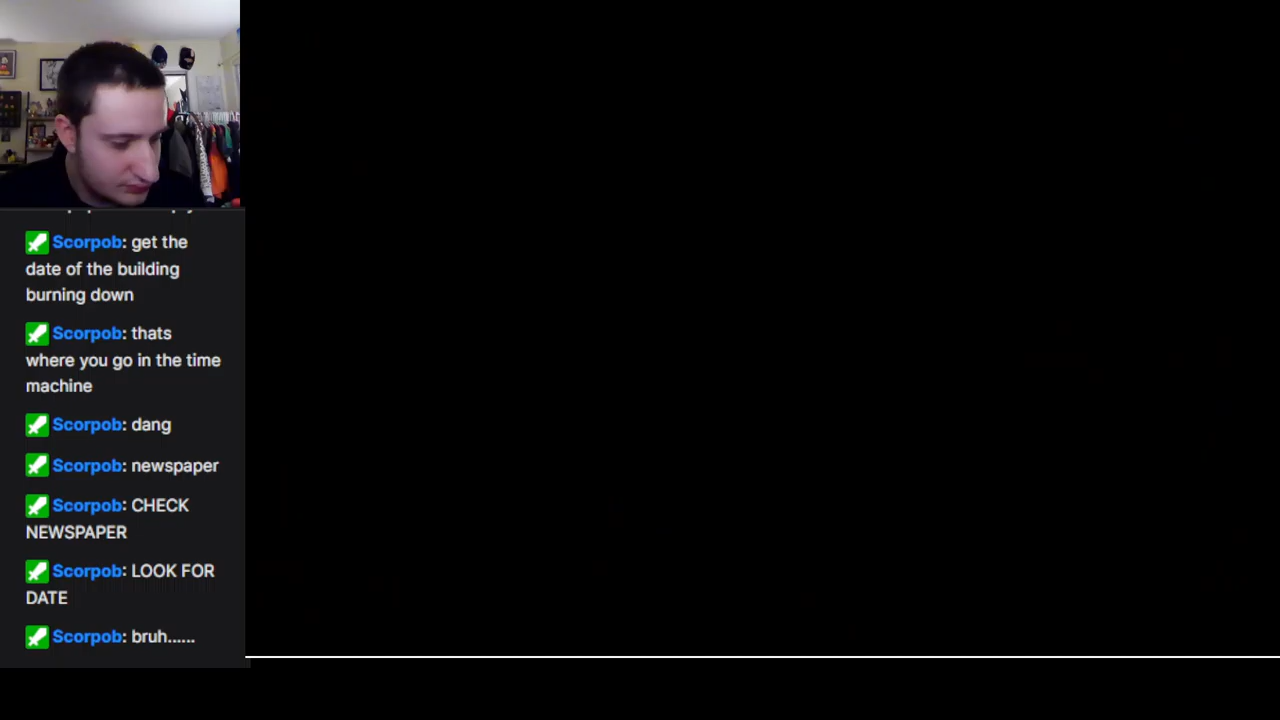 Scorpob: get the
date of the building
burning down
Scorpob: thats
where you go in the time
machine
Scorpob: dang
Scorpob: newspaper
Scorpob: CHECK
NEWSPAPER
Scorpob: LOOK FOR
DATE
Scorpob: bruh......